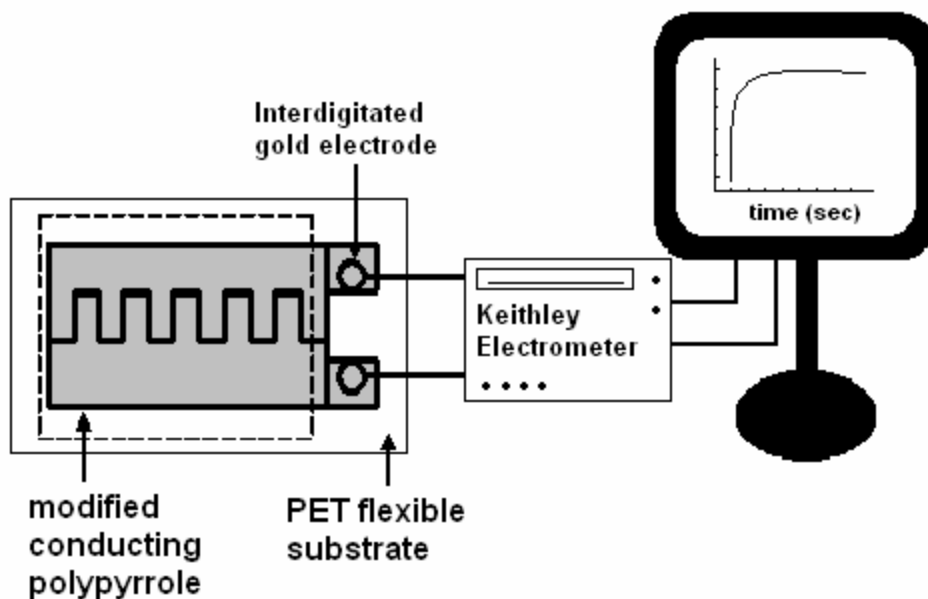 Interdigitated
gold electrode
time (sec)
Keithley
Electrometer
modified
conducting
polypyrrole
PET flexible
substrate